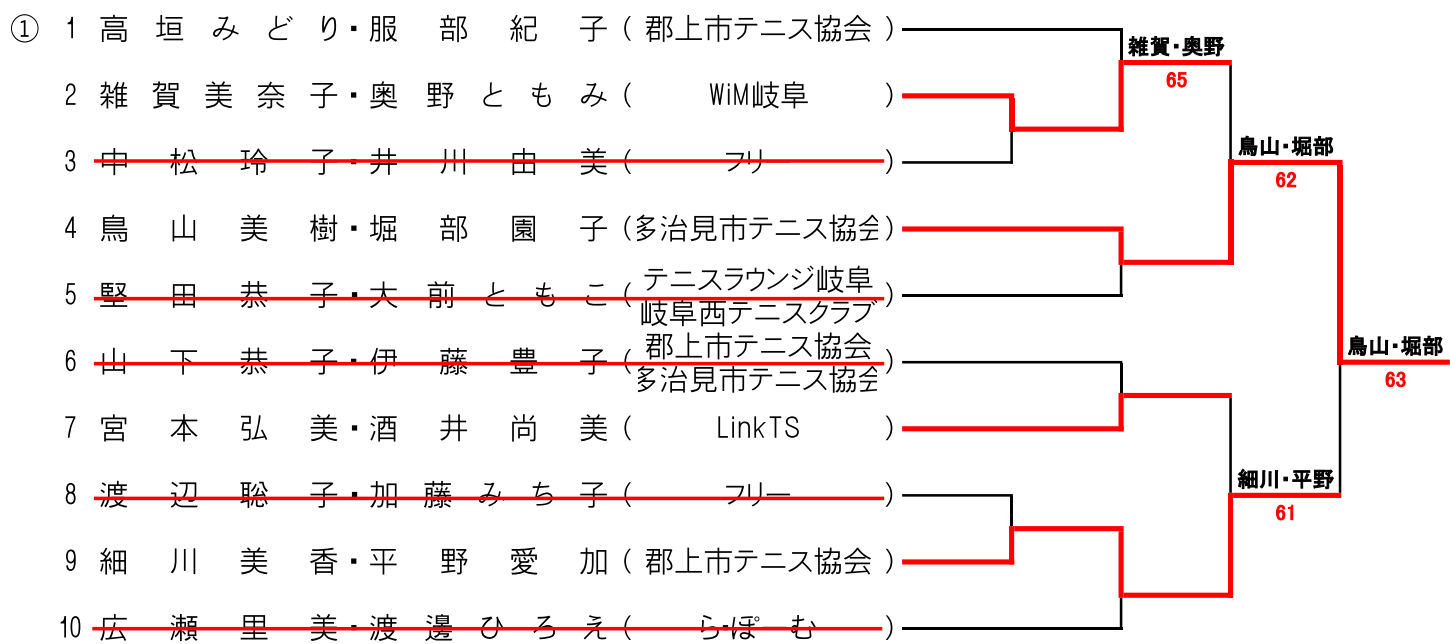 ① 1 高垣みどり・服部紀子(郡上市テニス協会)
雑賀・奥野
65
2 雑賀美奈子・奥野ともみ(WiM岐阜)
3 中松玲子・井川由美(フリー)
鳥山・堀部
62
4 鳥山美樹・堀部園子(多治見市テニス協会)
5 堅田恭子・大前ともこ(テニスラウンジ岐阜
岐阜西テニスクラブ)
6 山下恭子・伊藤豊子(郡上市テニス協会
多治見市テニス協会)
鳥山・堀部
63
7 宮本弘美・酒井尚美(LinkTS)
8 渡辺聡子・加藤みち子(フリー)
細川・平野
61
9 細川美香・平野愛加(郡上市テニス協会)
10 広瀬里美・渡邊ひろえ(ら・ぽーむ)